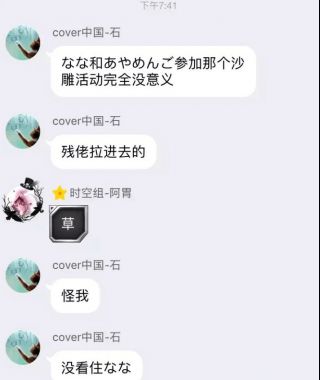 下午7:41
cover中国-石
なな和あやめんご参加那个沙
雕活动完全没意义
cover中国-石
残佬拉进去的
时空组-阿胃
草
cover中国-石
怪我
cover中国-石
没看住なな